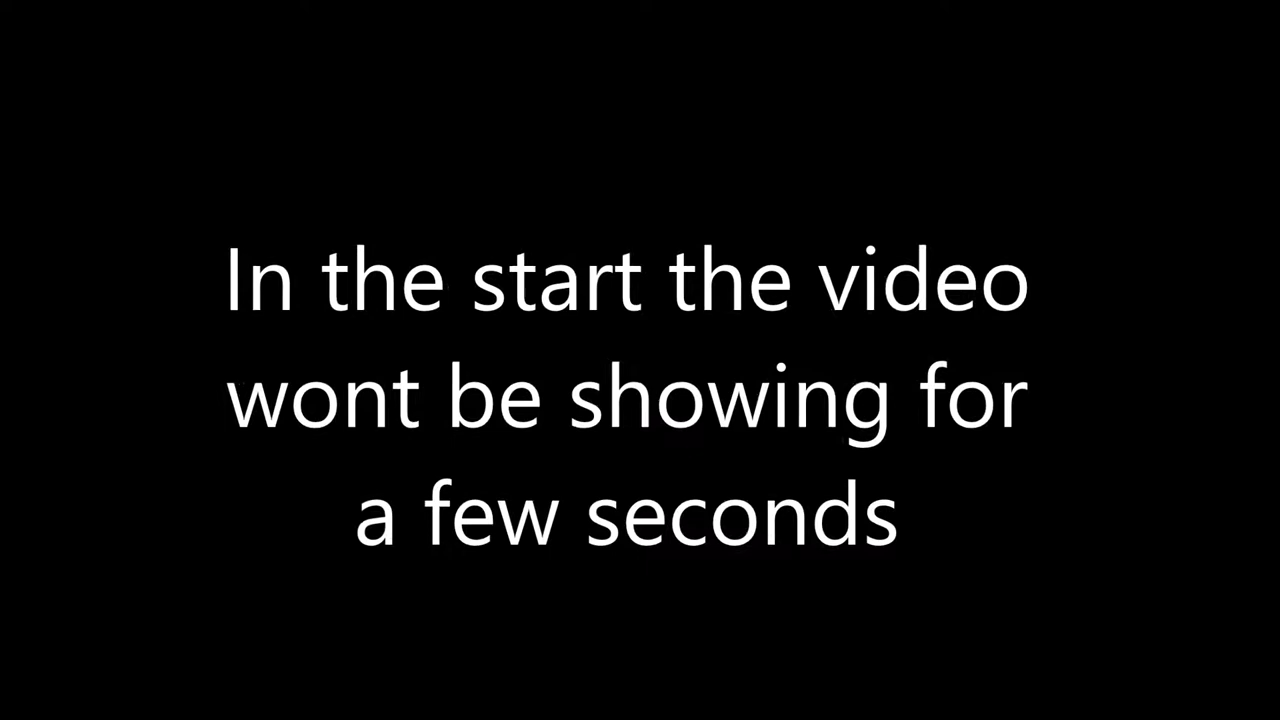 In the start the video
wont be showing for
a few seconds